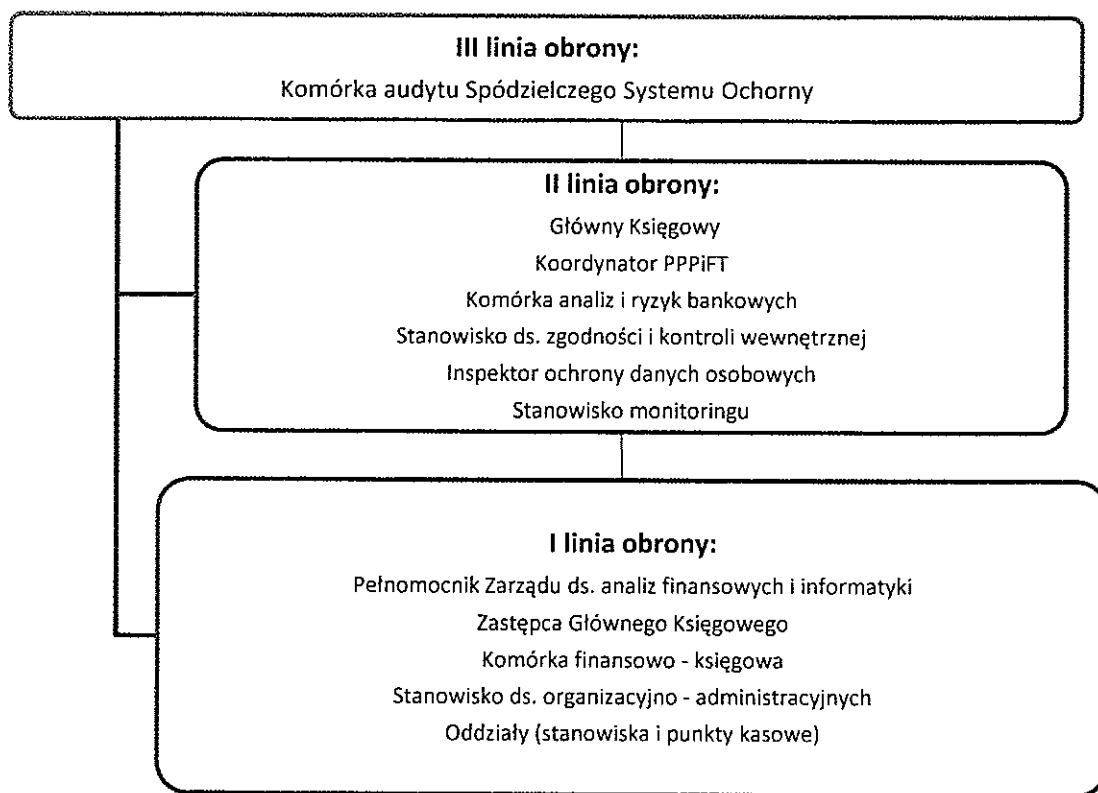 III linia obrony:
Komórka audytu Spódzielczego Systemu Ochorny
II linia obrony:
Główny Księgowy
Koordynator PPPiFT
Komórka analiz i ryzyk bankowych
Stanowisko ds. zgodności i kontroli wewnętrznej
Inspektor ochrony danych osobowych
Stanowisko monitoringu
I linia obrony:
Pełnomocnik Zarządu ds. analiz finansowych i informatyki
Zastępca Głównego Księgowego
Komórka finansowo - księgowa
Stanowisko ds. organizacyjno - administracyjnych
Oddziały (stanowiska i punkty kasowe)